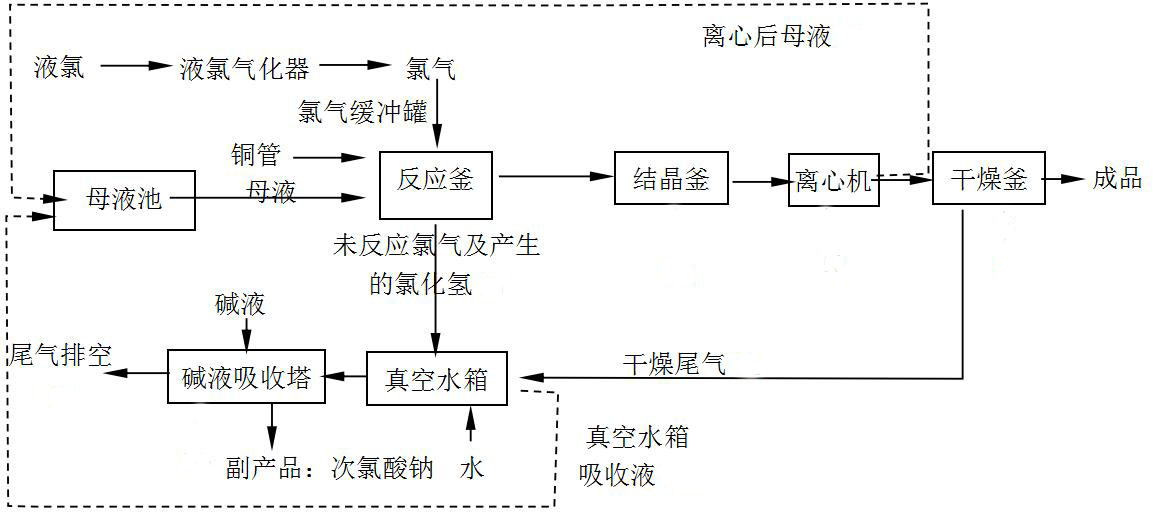 离心后母液
液氯
液氯气化器
氯气
氯气缓冲罐
铜管
母液池
母液
反应釜
结晶釜
离心机
干燥釜
成品
未反应氯气及产生
的氯化氢
碱液
尾气排空
碱液吸收塔
真空水箱
干燥尾气
副产品：次氯酸钠
水
真空水箱
吸收液